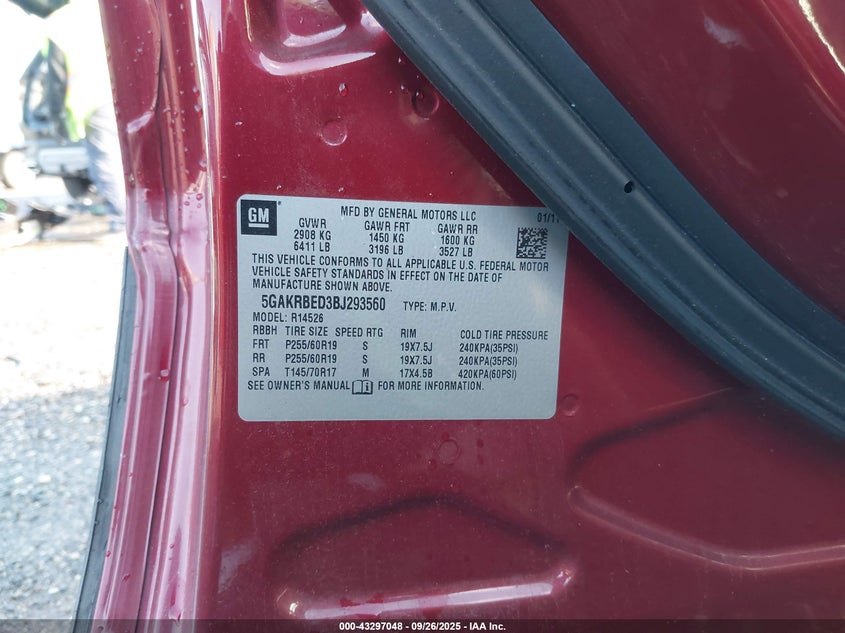 GM
MFD BY GENERAL MOTORS LLC
GVWR GAWR FRT GAWR RR
2908 KG 1450 KG 1600 KG
6411 LB 3196 LB 3527 LB
THIS VEHICLE CONFORMS TO ALL APPLICABLE U.S. FEDERAL MOTOR
VEHICLE SAFETY STANDARDS IN EFFECT ON THE DATE OF
MANUFACTURE SHOWN ABOVE.
5GAKRBED3BJ293560 TYPE: M.P.V.
MODEL: R14526
RBBH TIRE SIZE SPEED RTG RIM COLD TIRE PRESSURE
FRT P255/60R19 S 19X7.5J 240KPA(35PSI)
RR P255/60R19 S 19X7.5J 240KPA(35PSI)
SPA T145/70R17 M 17X4.5B 420KPA(60PSI)
SEE OWNER'S MANUAL FOR MORE INFORMATION.
000-43297048 - 09/26/2025 - IAA Inc.